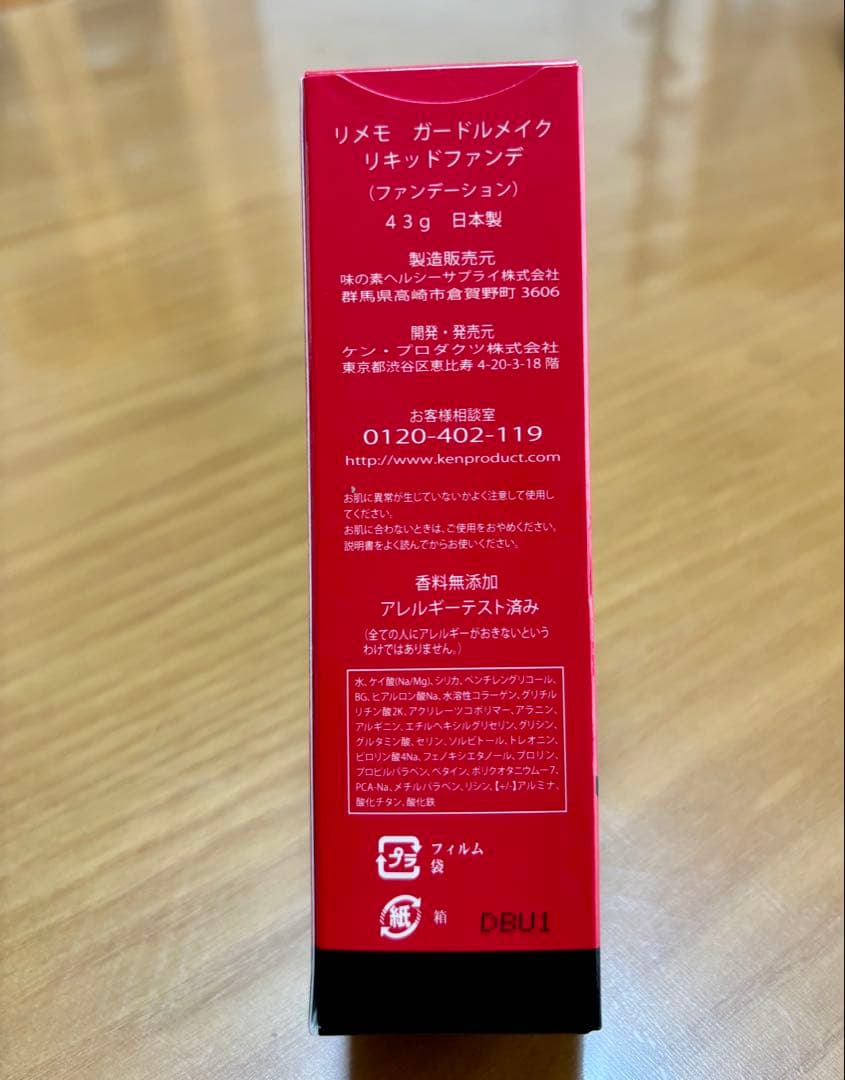 リメモ　ガードルメイク
リキッドファンデ
（ファンデーション）
４３ｇ　日本製
製造販売元
味の素ヘルシーサプライ株式会社
群馬県高崎市倉賀野町 3606
開発・発売元
ケン・プロダクツ株式会社
東京都渋谷区恵比寿 4-20-3-18 階
お客様相談室
0120-402-119
http://www.kenproduct.com
お肌に異常が生じていないかよく注意して使用し
てください。
お肌に合わないときは、ご使用をおやめください。
説明書をよく読んでからお使いください。
香料無添加
アレルギーテスト済み
（全ての人にアレルギーがおきないという
わけではありません。）
水、ケイ酸(Na/Mg)、シリカ、ペンチレングリコール、
BG、ヒアルロン酸Na、水溶性コラーゲン、グリチル
リチン酸2K、アクリレーツコポリマー、アラニン、
アルギニン、エチルヘキシルグリセリン、グリシン、
グルタミン酸、セリン、ソルビトール、トレオニン、
ピロリン酸4Na、フェノキシエタノール、プロリン、
プロピルパラベン、ベタイン、ポリクオタニウムー7、
PCA-Na、メチルパラベン、リシン、【+/-】アルミナ、
酸化チタン、酸化鉄
プラ フィルム
袋
紙 箱 DBU1